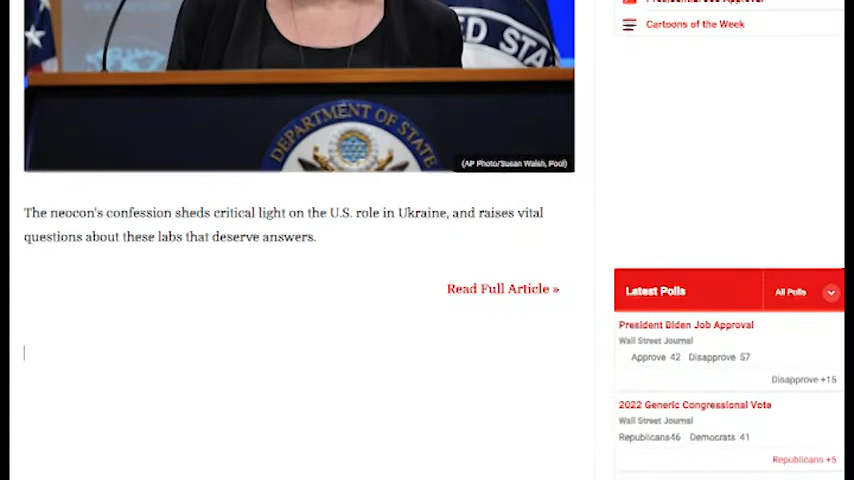 STA
DEPARTMENT OF STATE
(AP Photo/Susan Walsh, Pool)
The neocon's confession sheds critical light on the U.S. role in Ukraine, and raises vital
questions about these labs that deserve answers.
Read Full Article »
Cartoons of the Week
Latest Polls
All Polls
President Biden Job Approval
Wall Street Journal
Approve 42 Disapprove 57
Disapprove +15
2022 Generic Congressional Vote
Wall Street Journal
Republicans46 Democrats 41
Republicans +5